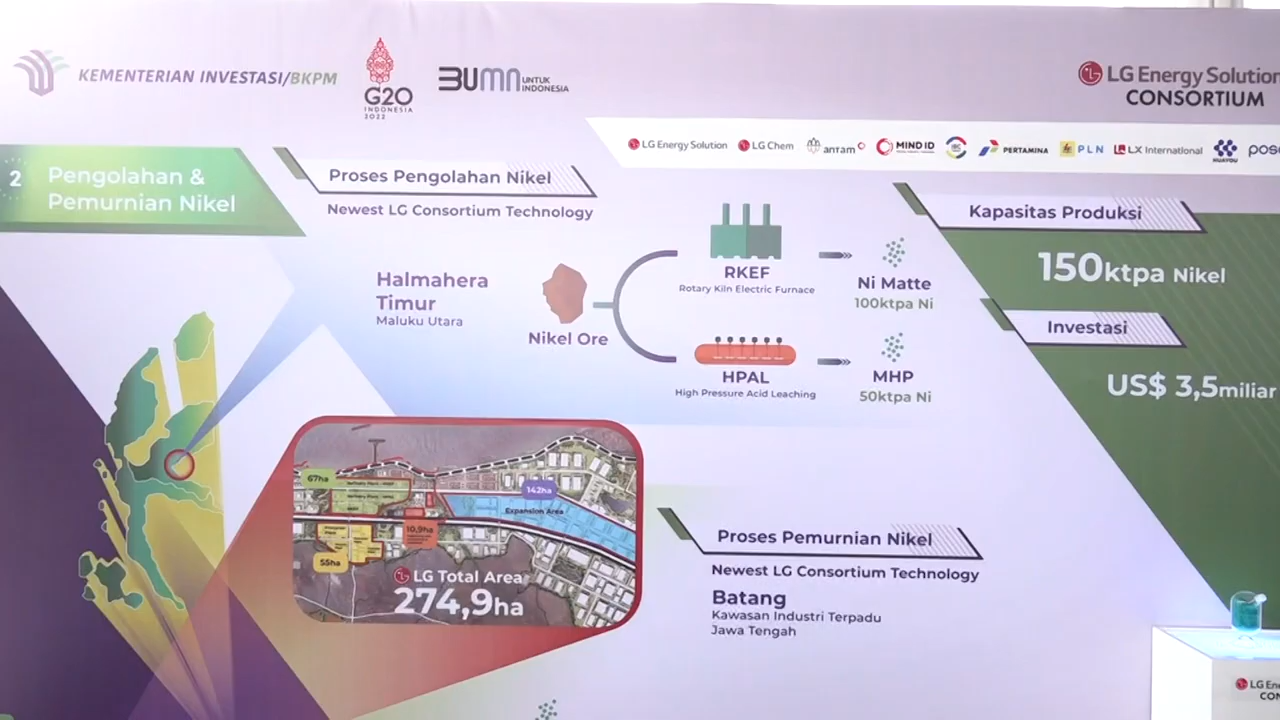 KEMENTERIAN INVESTASI/BKPM
G20
INDONESIA
2022
BUMN UNTUK
INDONESIA
LG Energy Solution
CONSORTIUM
LG Energy Solution
LG Chem
antam
MIND ID
IBC
PERTAMINA
PLN
LX International
HUAYOU
2
Pengolahan &
Pemurnian Nikel
Proses Pengolahan Nikel
Newest LG Consortium Technology
Halmahera
Timur
Maluku Utara
Nikel Ore
RKEF
Rotary Kiln Electric Furnace
Ni Matte
100ktpa Ni
HPAL
High Pressure Acid Leaching
MHP
50ktpa Ni
Kapasitas Produksi
150ktpa Nikel
Investasi
US$ 3,5miliar
67ha
142ha
Expansion Area
10,9ha
55ha
LG Total Area
274,9ha
Proses Pemurnian Nikel
Newest LG Consortium Technology
Batang
Kawasan Industri Terpadu
Jawa Tengah